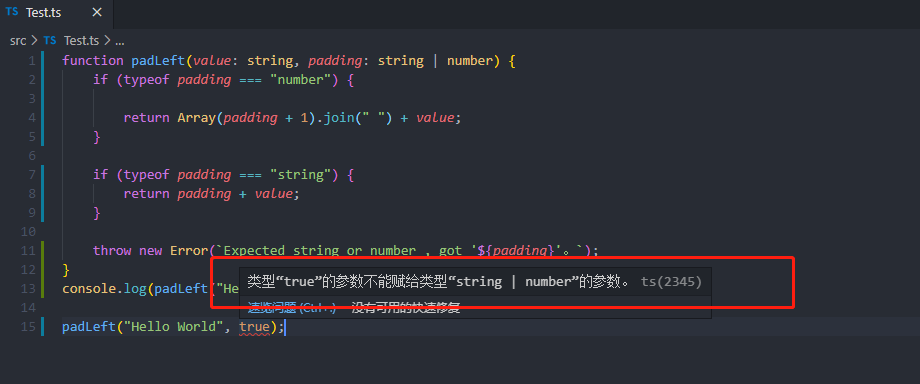 TS Test.ts ×
src > TS Test.ts > ...
1 function padLeft(value: string, padding: string | number) {
2 if (typeof padding === "number") {
3
4 return Array(padding + 1).join(" ") + value;
5 }
6
7 if (typeof padding === "string") {
8 return padding + value;
9 }
10
11 throw new Error(`Expected string or number , got '${padding}'。`);
12 }
类型“true”的参数不能赋给类型“string | number”的参数。 ts(2345)
13 console.log(padLeft("He
速览问题 (Ctrl+.) 没有可用的快速修复
14
15 padLeft("Hello World", true);